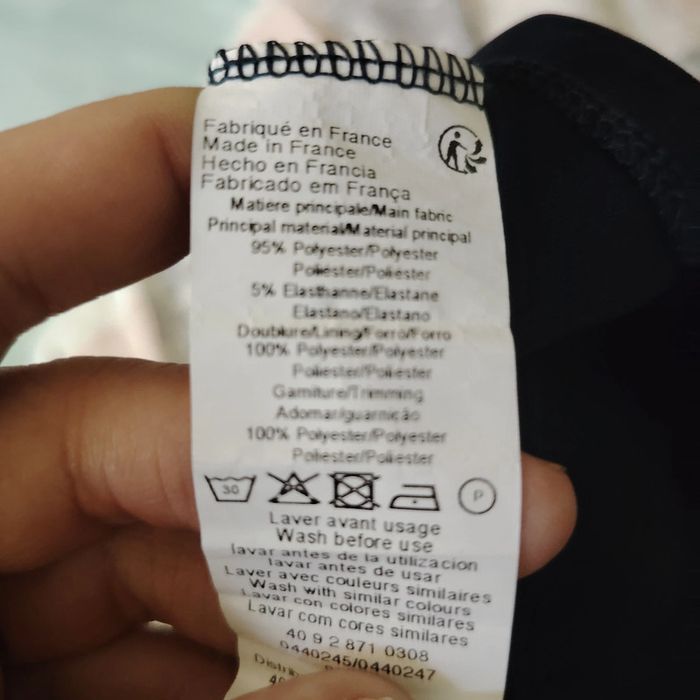 Fabriqué en France
Made in France
Hecho en Francia
Fabricado em França
Matiere principale/Main fabric
Principal material/Material principal
95% Polyester/Polyester
Poliester/Poliester
5% Elasthanne/Elastane
Elastano/Elastano
Doublure/Lining/Forro/Forro
100% Polyester/Polyester
Poliester/Poliester
Garniture/Trimming
Adornar/guarnição
100% Polyester/Polyester
Poliester/Poliester
30 P
Laver avant usage
Wash before use
lavar antes de la utilizacion
lavar antes de usar
Laver avec couleurs similaires
Wash with similar colours
Lavar con colores similares
Lavar com cores similares
40 9 2 871 0308
0440245/0440247
Distrib
40